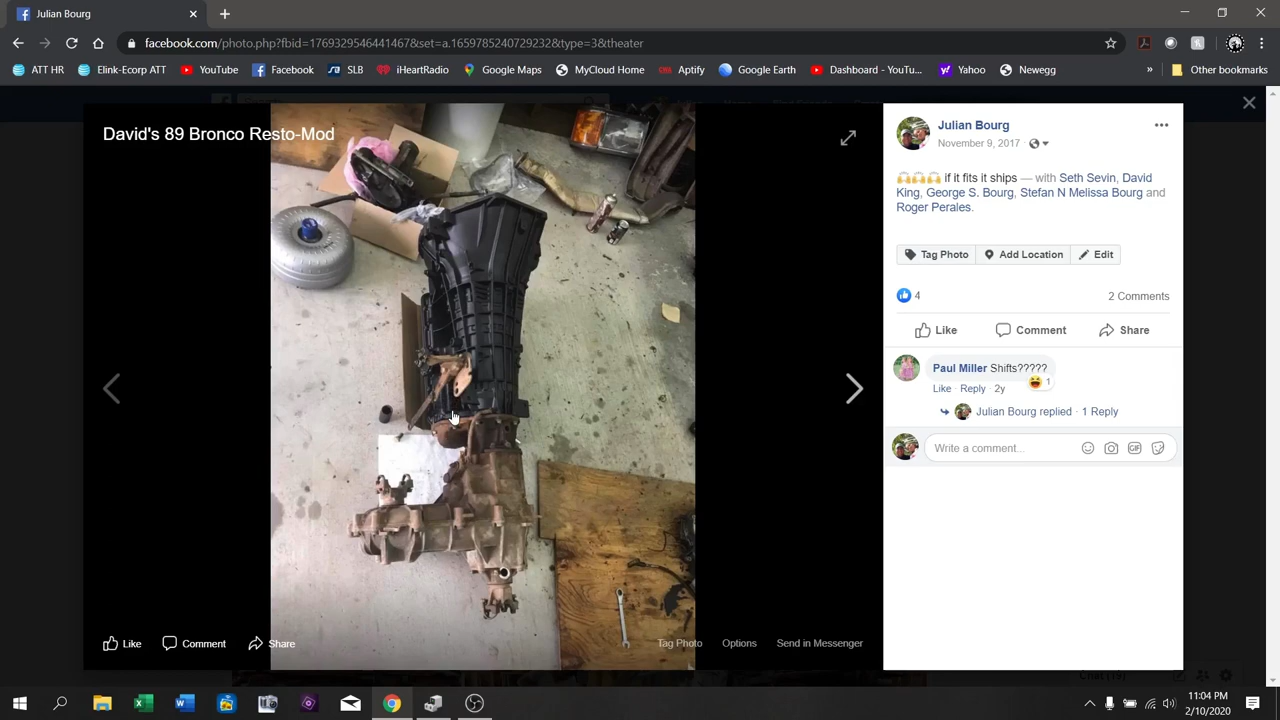 Facebook
facebook.com/photo.php?fbid=1769329546441467&set=a.1659785240729232&type=3&theater
ATT HR
Elink-Ecorp ATT
YouTube
Facebook
SLB
iHeartRadio
Google Maps
MyCloud Home
Aptify
Google Earth
Dashboard - YouTu...
Yahoo
Newegg
»
Other bookmarks
David's 89 Bronco Resto-Mod
Julian Bourg
November 9, 2017 ·
if it fits it ships — with Seth Sevin, David
King, George S. Bourg, Stefan N Melissa Bourg and
Roger Perales.
Tag Photo
Add Location
Edit
4
2 Comments
Like
Comment
Share
Paul Miller Shifts?????
1
Like · Reply · 2y
Julian Bourg replied · 1 Reply
Write a comment...
GIF
Like
Comment
Share
Tag Photo
Options
Send in Messenger
Chat (19)
11:04 PM
2/10/2020